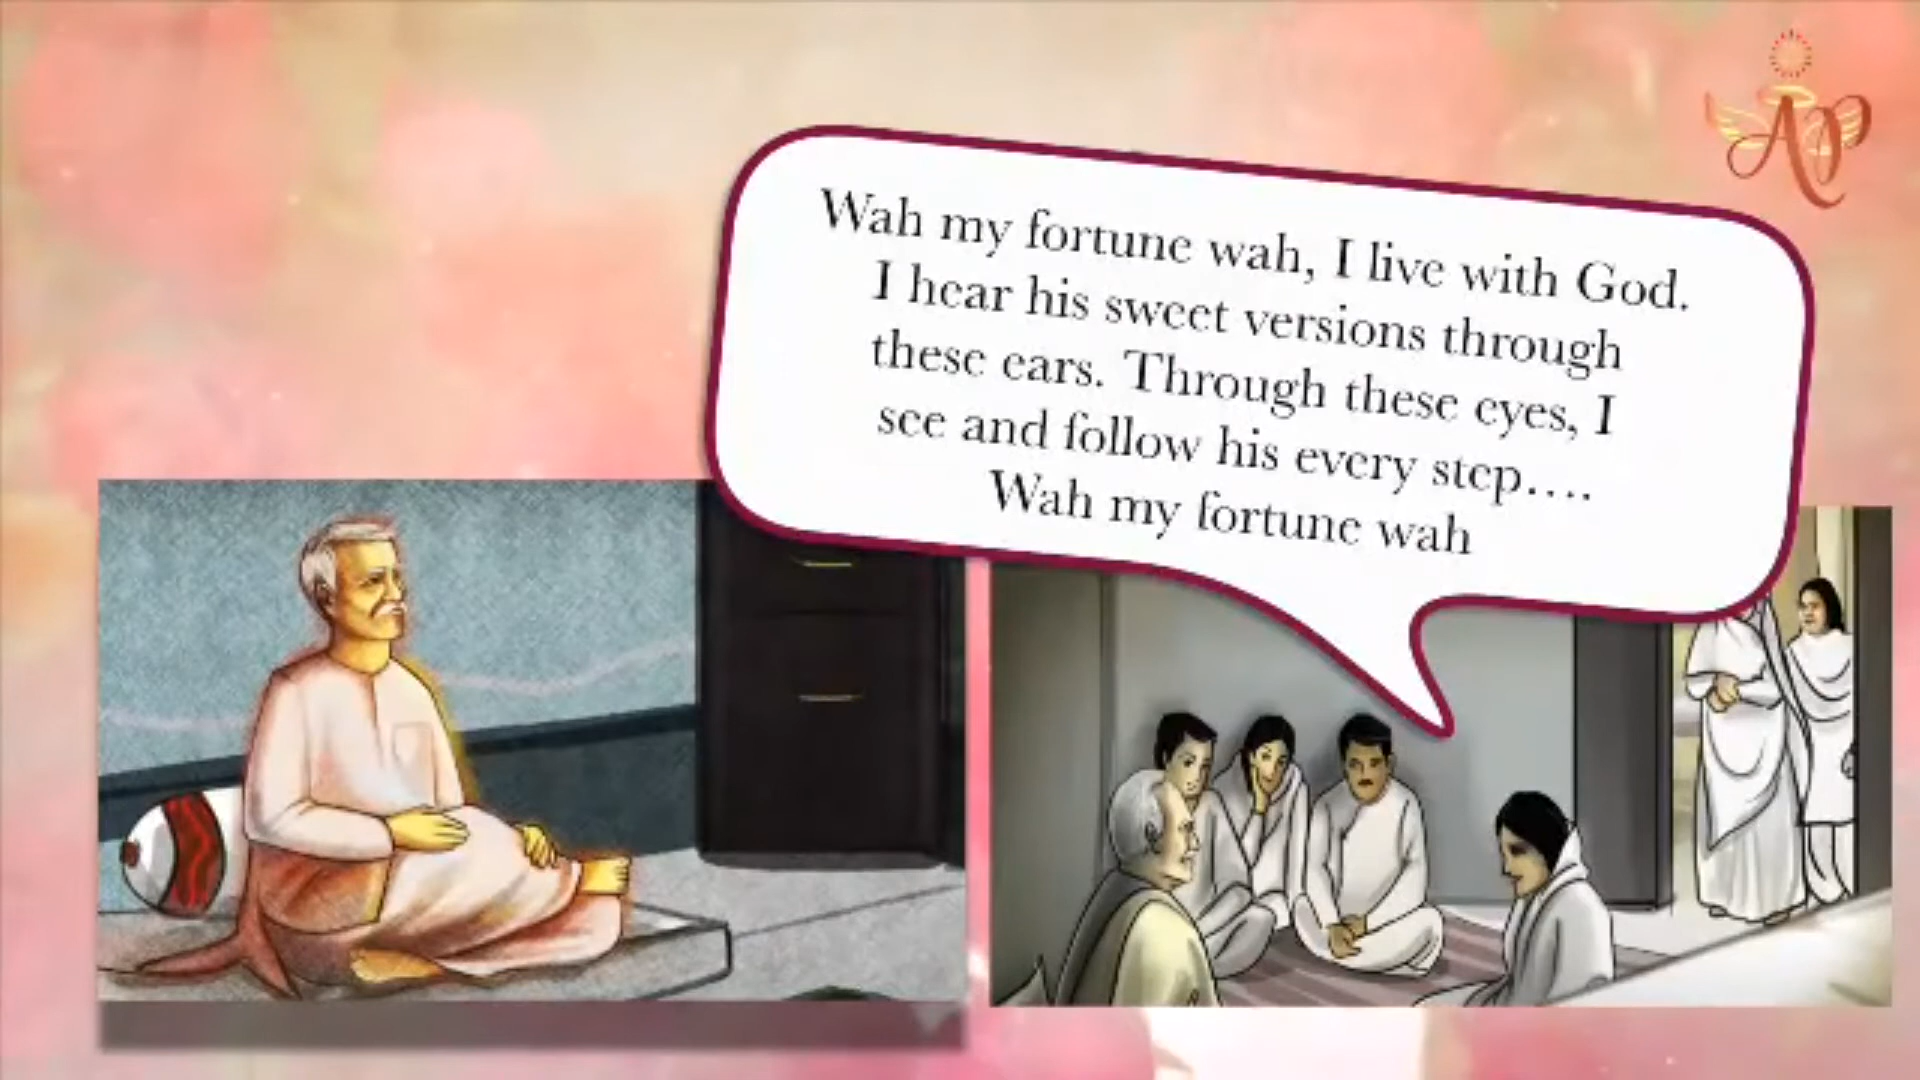 AP
Wah my fortune wah, I live with God.
I hear his sweet versions through
these ears. Through these eyes, I
see and follow his every step....
Wah my fortune wah